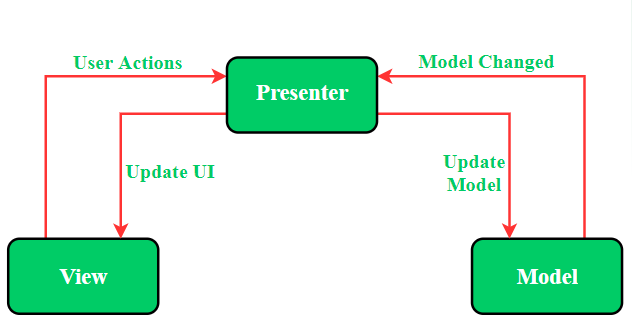 User Actions
Model Changed
Presenter
Update UI
Update
Model
View
Model